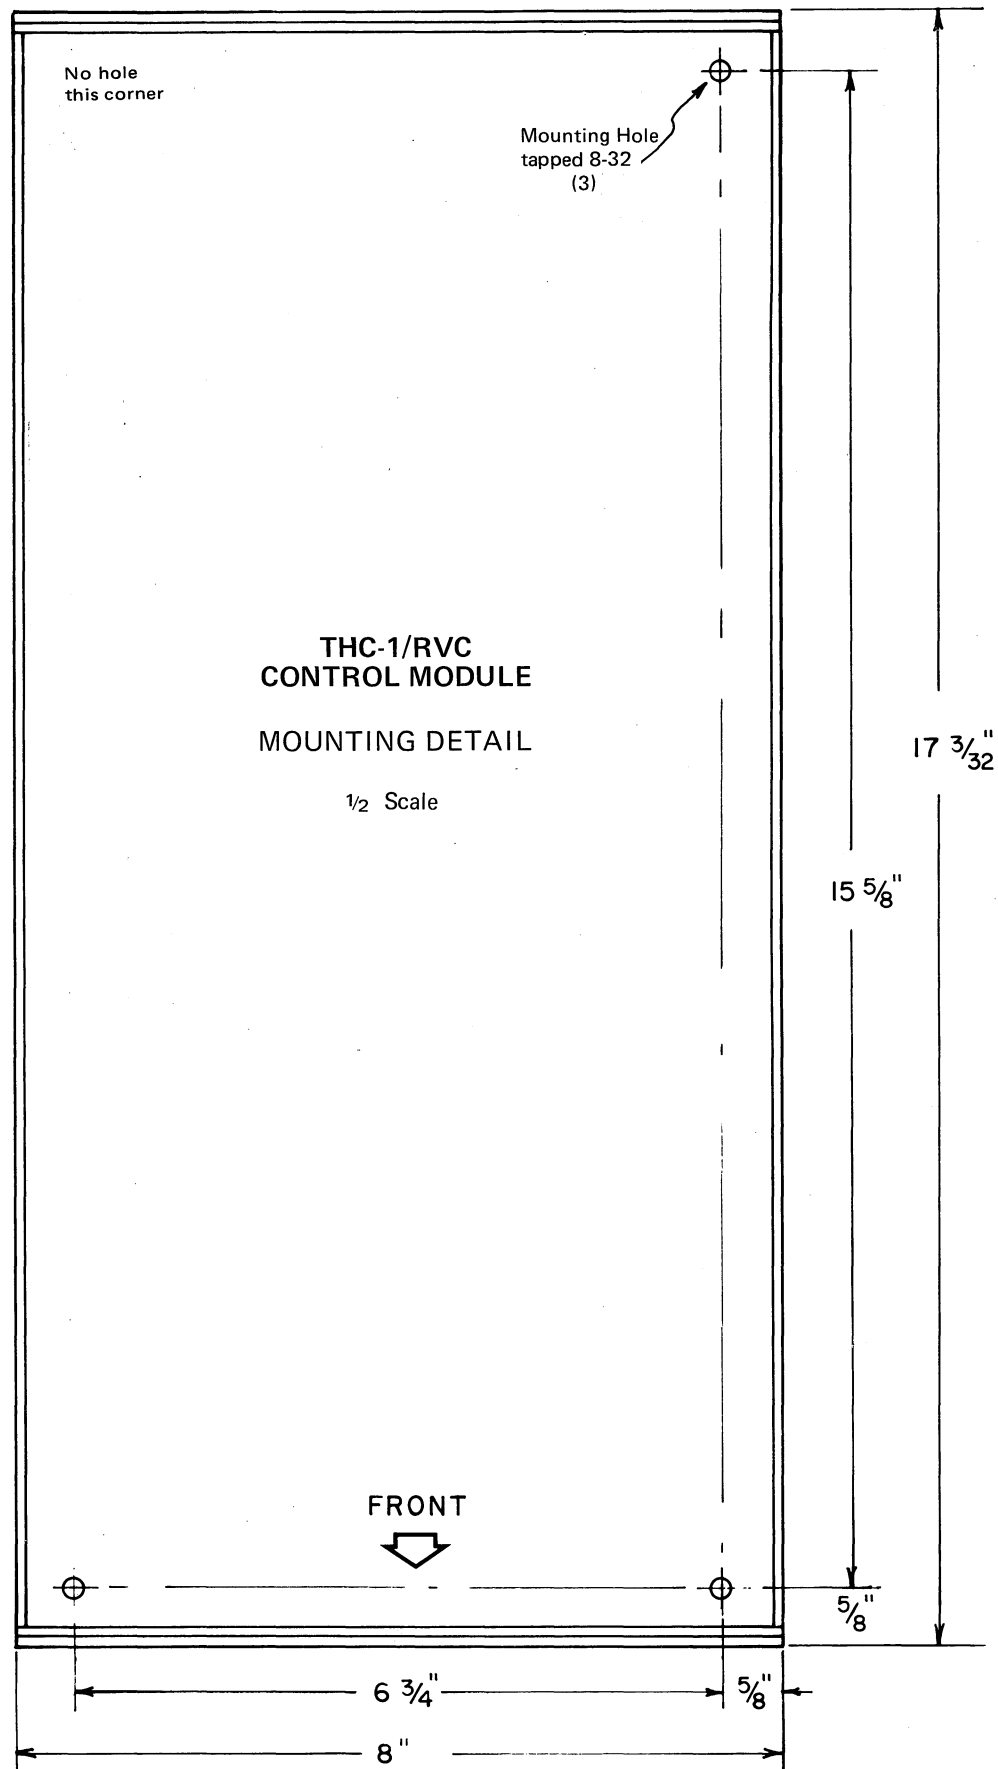 No hole
this corner
Mounting Hole
tapped 8-32
(3)
THC-1/RVC
CONTROL MODULE
MOUNTING DETAIL
1/2 Scale
17 3/32"
15 5/8"
FRONT
5/8"
6 3/4"
5/8"
8"